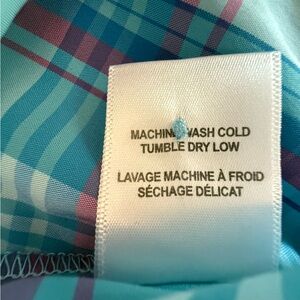 MACHINE WASH COLD
TUMBLE DRY LOW
LAVAGE MACHINE À FROID
SÉCHAGE DÉLICAT